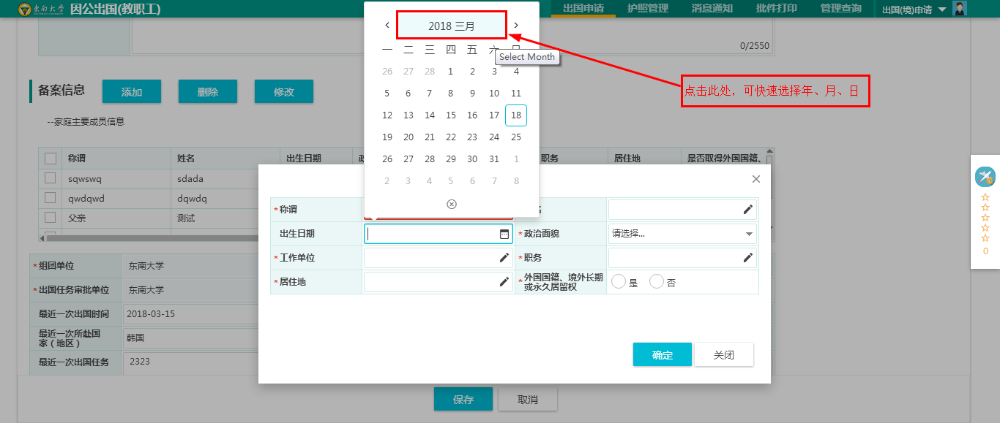 東南大学 因公出国(教职工)
出国申请 护照管理 消息通知 批件打印 管理查询 出国(境)申请
0/2550
2018 三月
一 二 三 四 五 六 日
Select Month
26 27 28 1 2 3 4
5 6 7 8 9 10 11
12 13 14 15 16 17 18
19 20 21 22 23 24 25
26 27 28 29 30 31 1
2 3 4 5 6 7 8
点击此处，可快速选择年、月、日
备案信息 添加 删除 修改
--家庭主要成员信息
称谓 姓名 出生日期 职务 居住地 是否取得外国国籍、
sqwswq sdada
qwdqwd dqwdq
父亲 测试
*称谓
出生日期 *政治面貌 请选择...
*工作单位 *职务
*居住地 *外国国籍、境外长期
或永久居留权 是 否
确定 关闭
*组团单位 东南大学
*出国任务审批单位 东南大学
最近一次出国时间 2018-03-15
最近一次所赴国
家（地区） 韩国
最近一次出国任务 2323
保存 取消
0